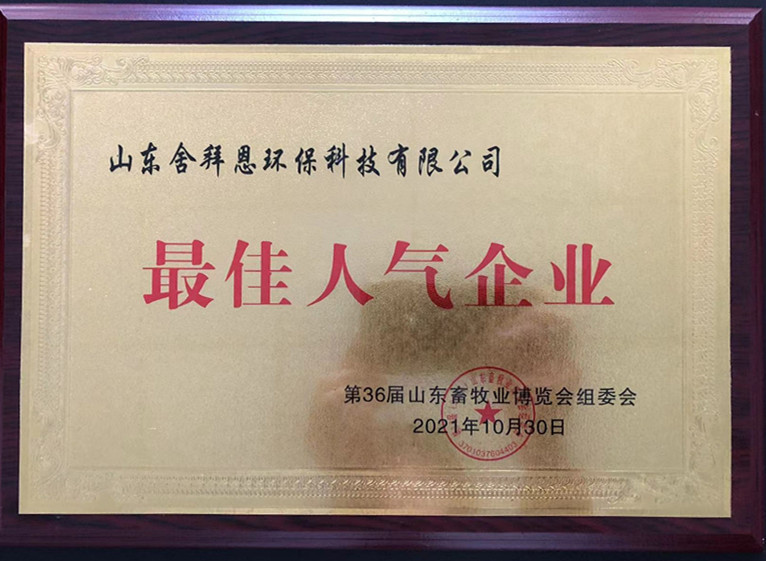 山东舍拜恩环保科技有限公司
最佳人气企业
第36届山东畜牧业博览会组委会
2021年10月30日